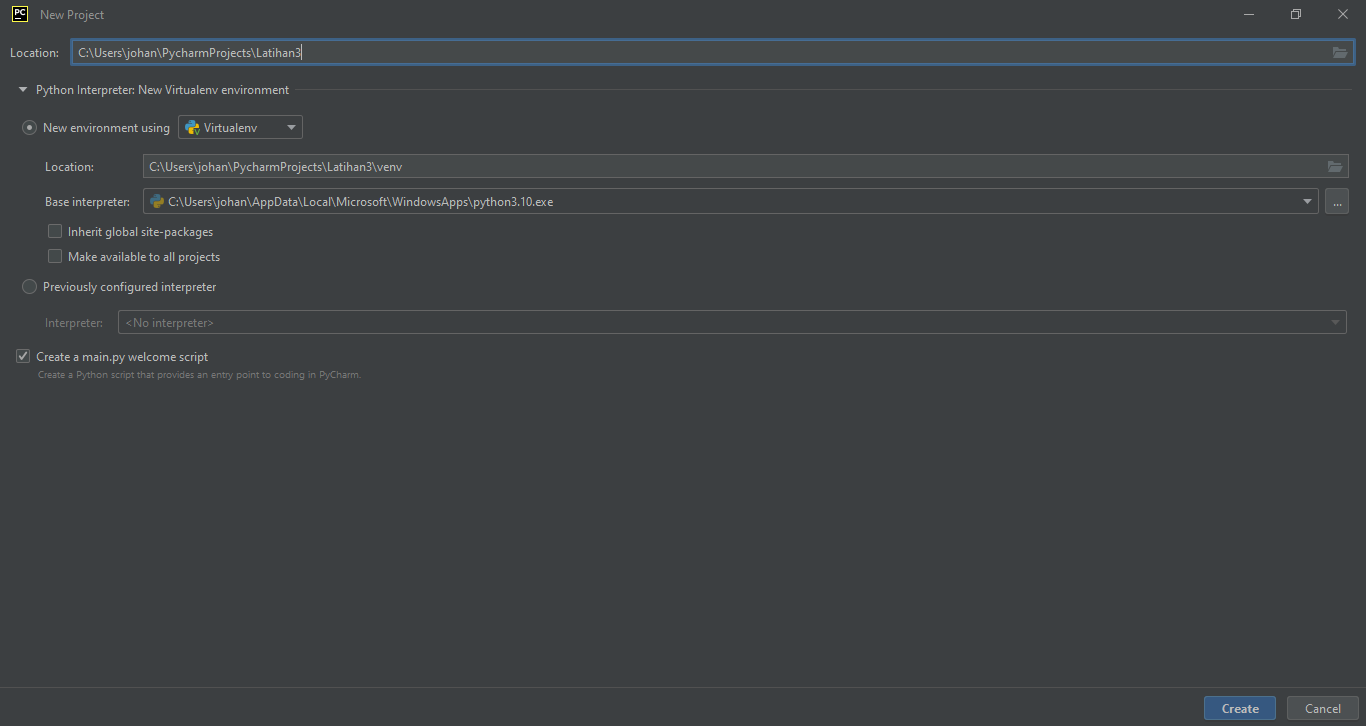 PC New Project
Location: C:\Users\johan\PycharmProjects\Latihan3
Python Interpreter: New Virtualenv environment
New environment using Virtualenv
Location: C:\Users\johan\PycharmProjects\Latihan3\venv
Base interpreter: C:\Users\johan\AppData\Local\Microsoft\WindowsApps\python3.10.exe ...
Inherit global site-packages
Make available to all projects
Previously configured interpreter
Interpreter: <No interpreter>
Create a main.py welcome script
Create a Python script that provides an entry point to coding in PyCharm.
Create Cancel